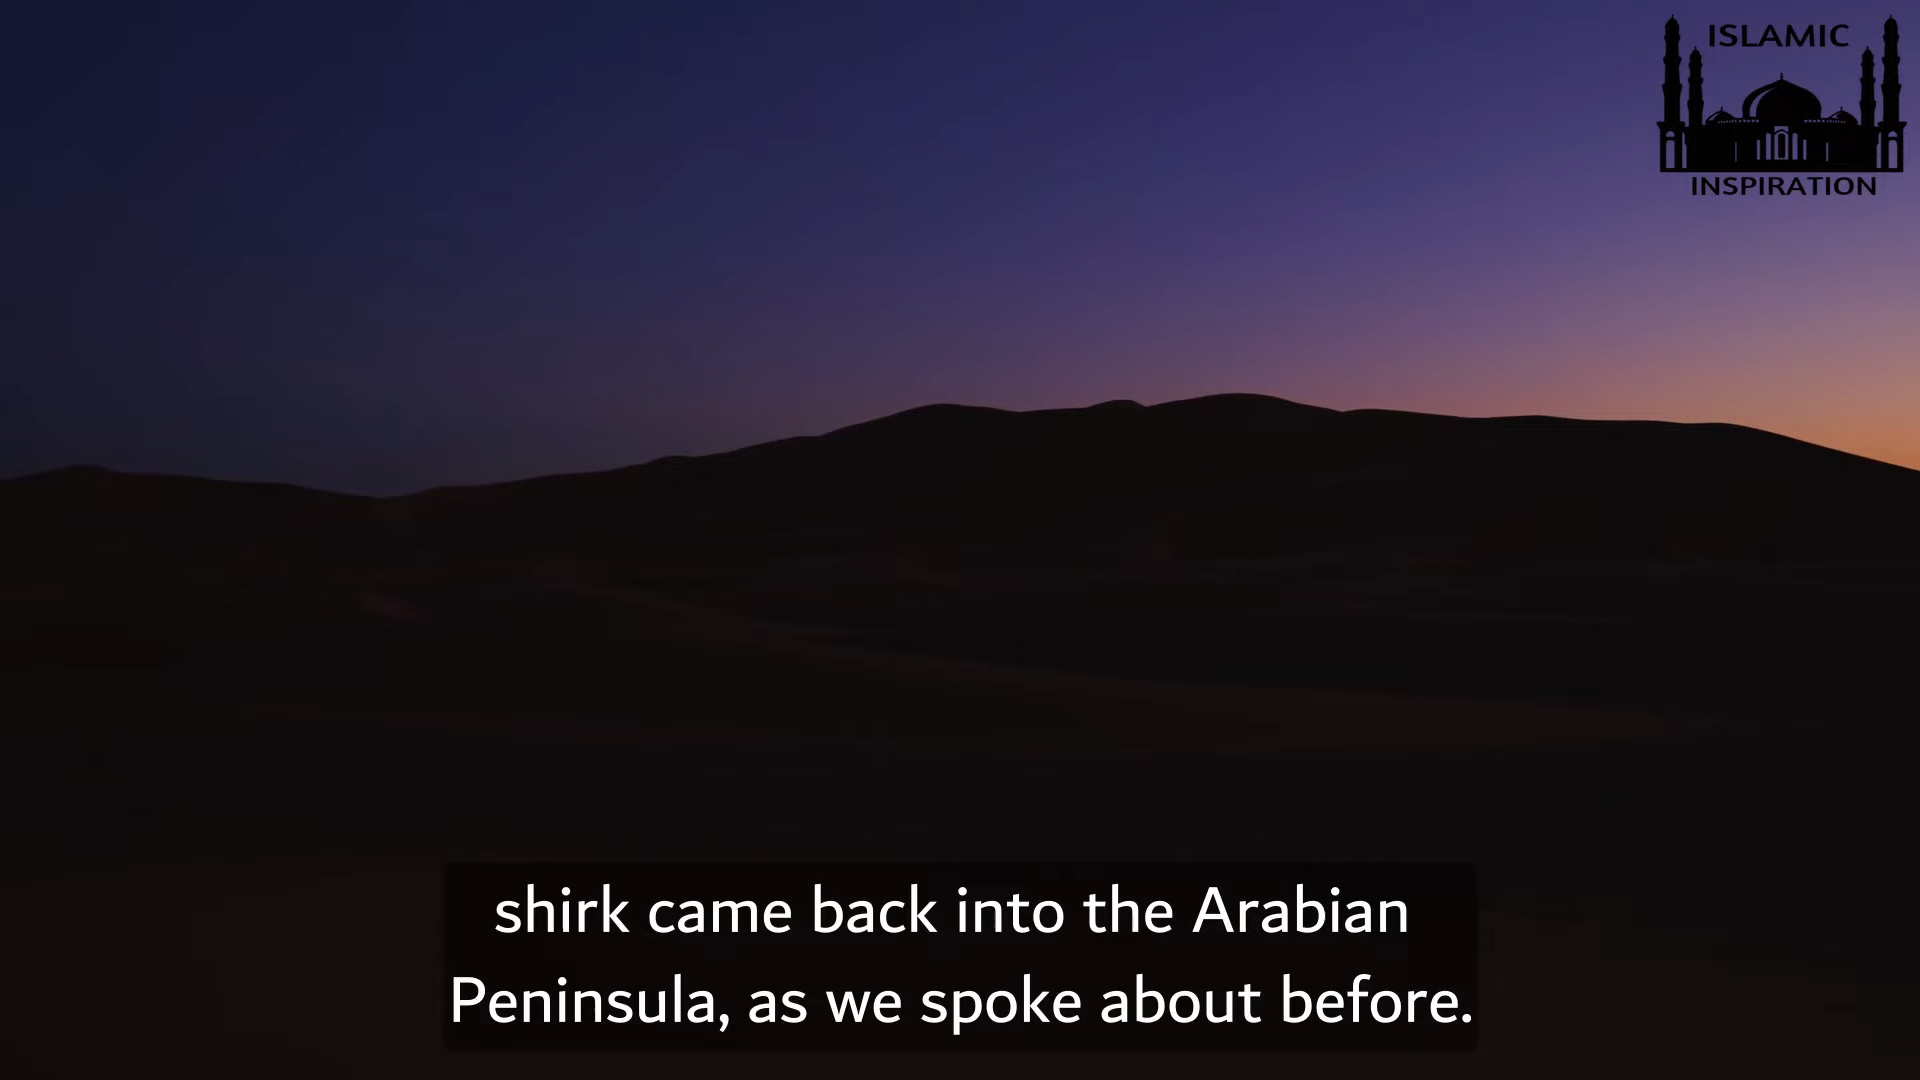 ISLAMIC
INSPIRATION
shirk came back into the Arabian
Peninsula, as we spoke about before.